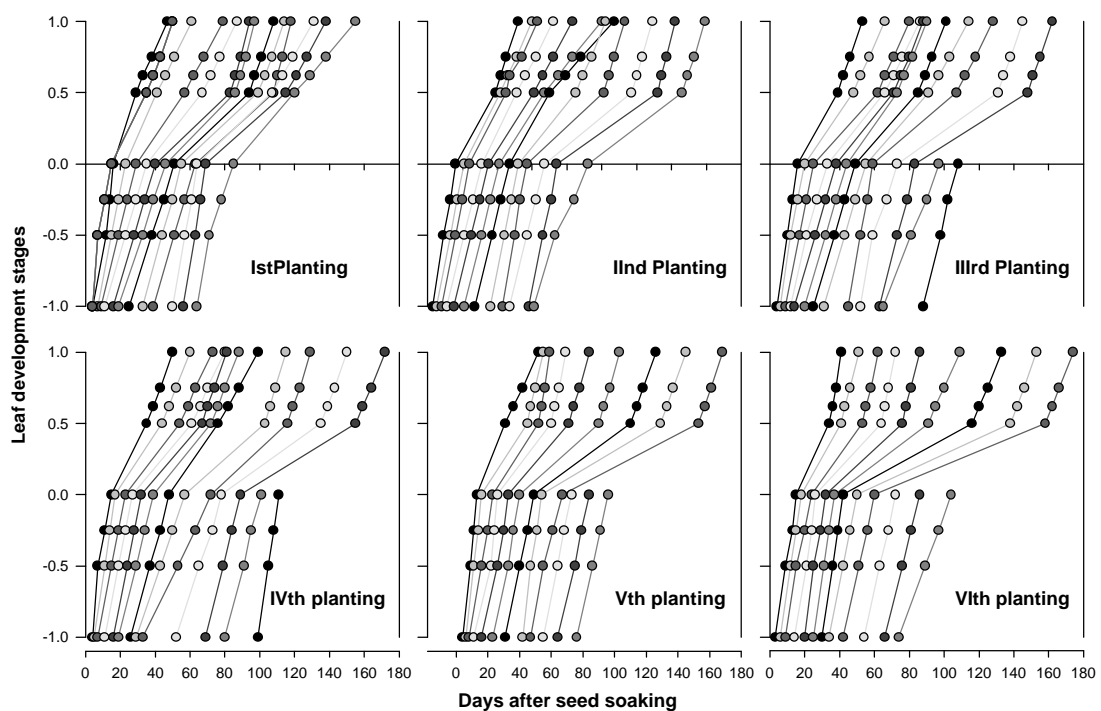 1.0
0.5
0.0
-0.5
-1.0
IstPlanting
IInd Planting
IIIrd Planting
1.0
0.5
0.0
-0.5
-1.0
IVth planting
Vth planting
VIth planting
0 20 40 60 80 100 120 140 160 180
0 20 40 60 80 100 120 140 160 180
0 20 40 60 80 100 120 140 160 180
Leaf development stages
Days after seed soaking